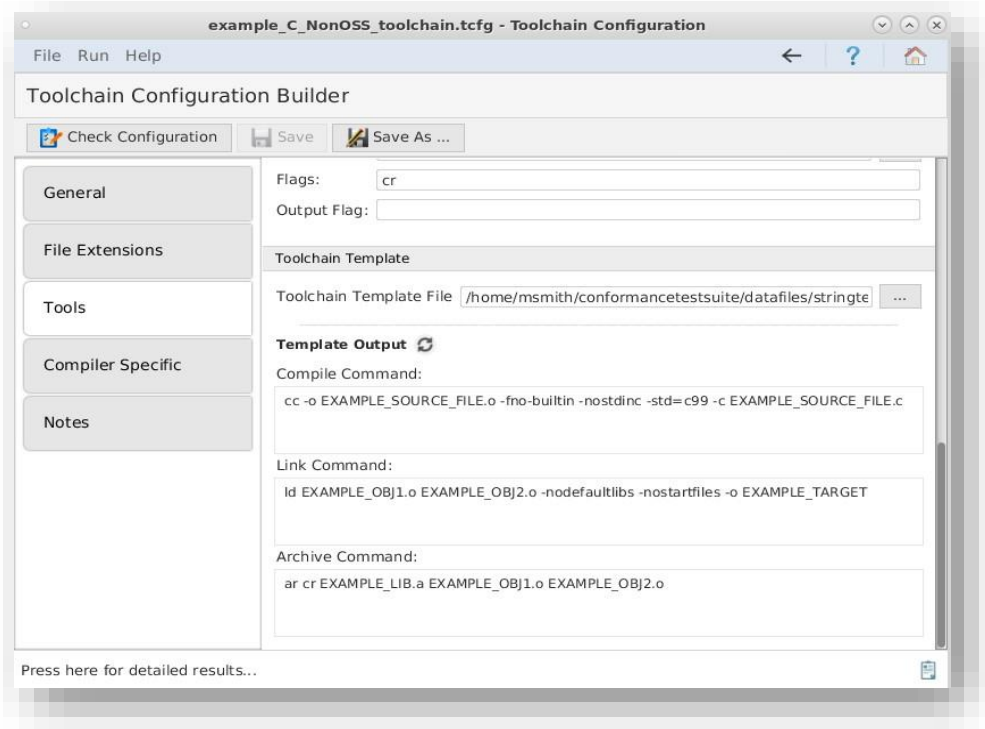 example_C_NonOSS_toolchain.tcfg - Toolchain Configuration
File Run Help
Toolchain Configuration Builder
Check Configuration Save Save As ...
General
File Extensions
Tools
Compiler Specific
Notes
Flags: cr
Output Flag:
Toolchain Template
Toolchain Template File /home/msmith/conformancetestsuite/datafiles/stringte ...
Template Output
Compile Command:
cc -o EXAMPLE_SOURCE_FILE.o -fno-builtin -nostdinc -std=c99 -c EXAMPLE_SOURCE_FILE.c
Link Command:
ld EXAMPLE_OBJ1.o EXAMPLE_OBJ2.o -nodefaultlibs -nostartfiles -o EXAMPLE_TARGET
Archive Command:
ar cr EXAMPLE_LIB.a EXAMPLE_OBJ1.o EXAMPLE_OBJ2.o
Press here for detailed results...